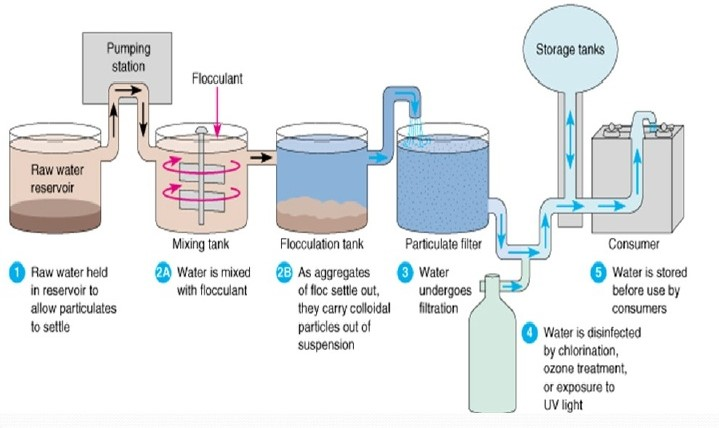 Pumping
station
Flocculant
Storage tanks
Raw water
reservoir
Mixing tank
Flocculation tank
Particulate filter
Consumer
1 Raw water held
in reservoir to
allow particulates
to settle
2A Water is mixed
with flocculant
2B As aggregates
of floc settle out,
they carry colloidal
particles out of
suspension
3 Water
undergoes
filtration
4 Water is disinfected
by chlorination,
ozone treatment,
or exposure to
UV light
5 Water is stored
before use by
consumers